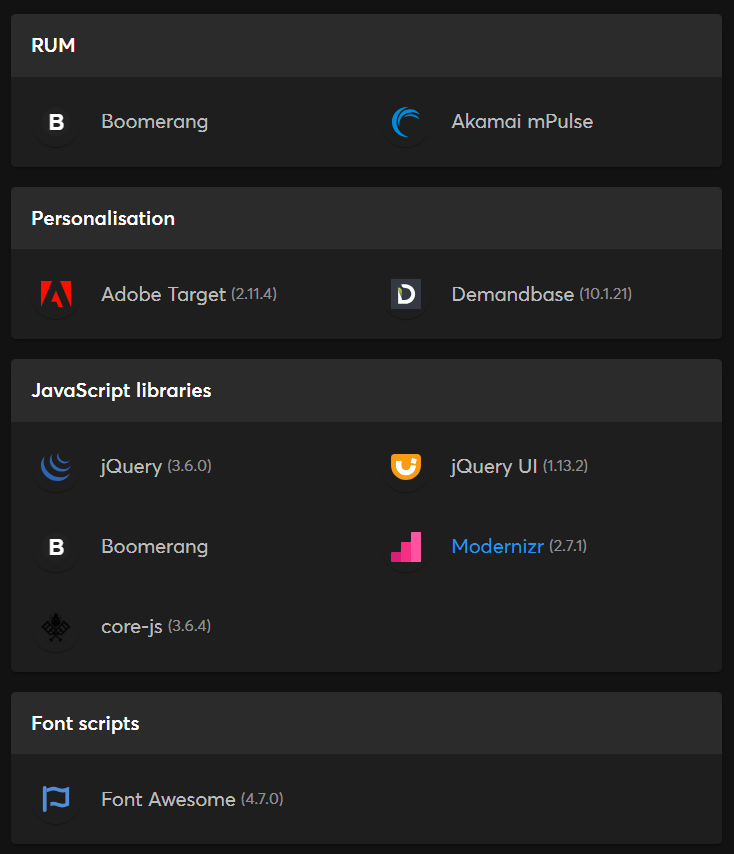 RUM
B Boomerang Akamai mPulse
Personalisation
Adobe Target (2.11.4) D Demandbase (10.1.21)
JavaScript libraries
jQuery (3.6.0) jQuery UI (1.13.2)
B Boomerang Modernizr (2.7.1)
core-js (3.6.4)
Font scripts
Font Awesome (4.7.0)